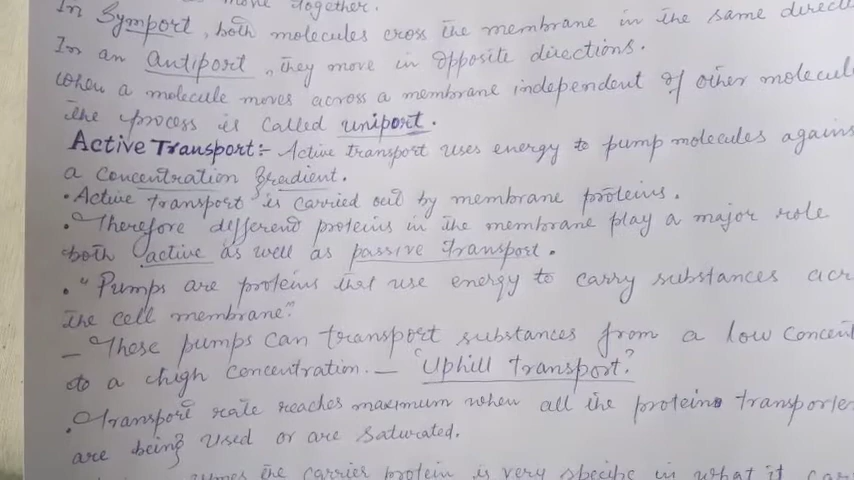 move together.
In Symport, both molecules cross the membrane in the same direct
In an Antiport, they move in opposite directions.
when a molecule moves across a membrane independent of other molecul
the process is called uniport.
Active Transport:- Active transport uses energy to pump molecules agains
a concentration Gradient.
• Active transport is carried out by membrane proteins.
• Therefore different proteins in the membrane play a major role
both active as well as passive transport.
• "Pumps are proteins that use energy to carry substances acr
the cell membrane."
– These pumps can transport substances from a low concent
to a high concentration. – 'Uphill transport.'
• Transport rate reaches maximum when all the proteins transporter
are being used or are saturated.
the carrier protein is very specific in what it car